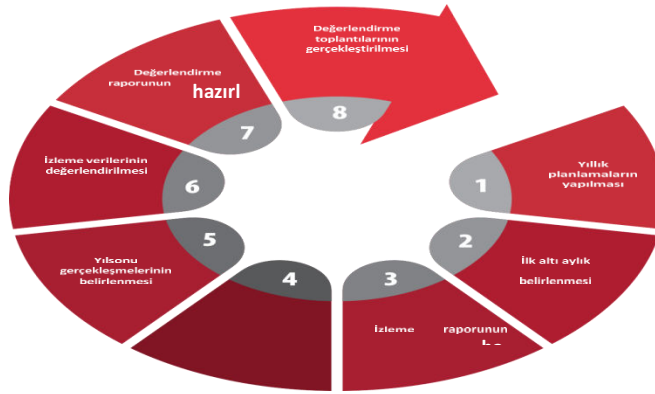 1
Yıllık
planlamaların
yapılması
2
İlk altı aylık
belirlenmesi
3
İzleme raporunun
4
5
Yılsonu
gerçekleşmelerinin
belirlenmesi
6
İzleme verilerinin
değerlendirilmesi
7
Değerlendirme
raporunun hazırl
8
Değerlendirme
toplantılarının
gerçekleştirilmesi